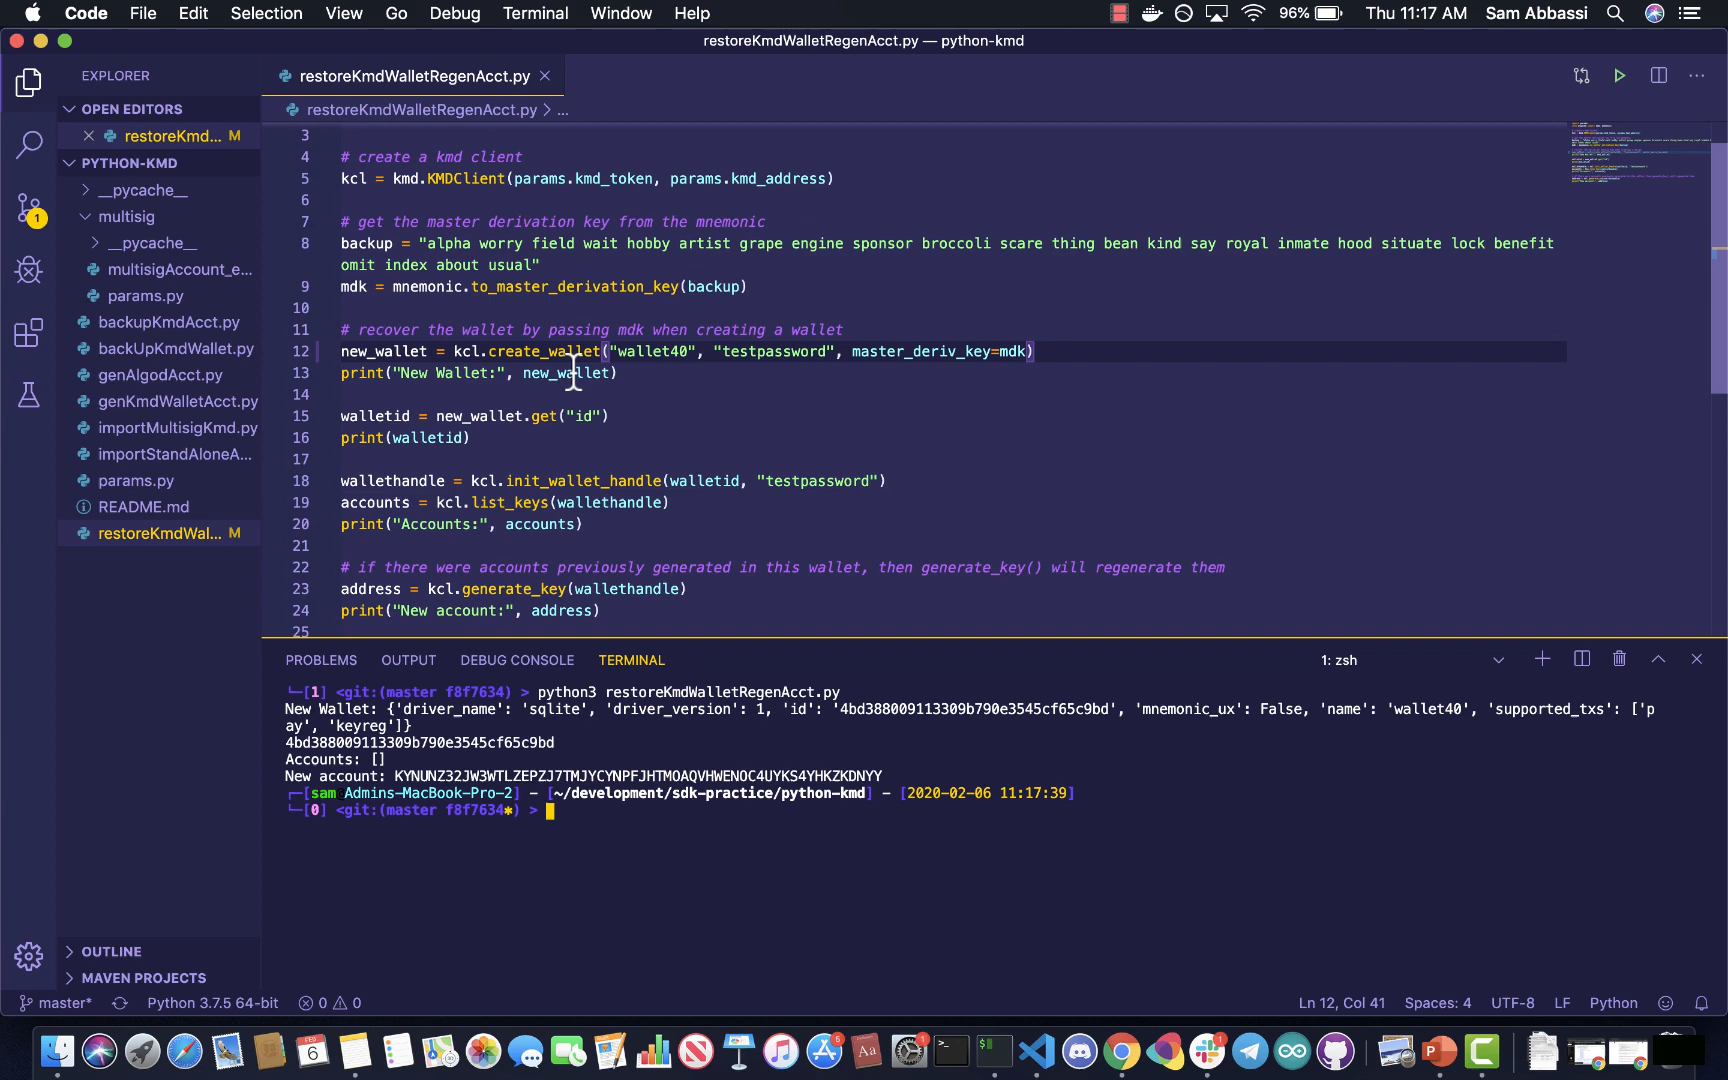 Code File Edit Selection View Go Debug Terminal Window Help 96% Thu 11:17 AM Sam Abbassi
restoreKmdWalletRegenAcct.py — python-kmd
EXPLORER
OPEN EDITORS
restoreKmd... M
PYTHON-KMD
__pycache__
multisig
__pycache__
multisigAccount_e...
params.py
backupKmdAcct.py
backUpKmdWallet.py
genAlgodAcct.py
genKmdWalletAcct.py
importMultisigKmd.py
importStandAloneA...
params.py
README.md
restoreKmdWal... M
OUTLINE
MAVEN PROJECTS
1
restoreKmdWalletRegenAcct.py
restoreKmdWalletRegenAcct.py > ...
3
4 # create a kmd client
5 kcl = kmd.KMDClient(params.kmd_token, params.kmd_address)
6
7 # get the master derivation key from the mnemonic
8 backup = "alpha worry field wait hobby artist grape engine sponsor broccoli scare thing bean kind say royal inmate hood situate lock benefit
omit index about usual"
9 mdk = mnemonic.to_master_derivation_key(backup)
10
11 # recover the wallet by passing mdk when creating a wallet
12 new_wallet = kcl.create_wallet("wallet40", "testpassword", master_deriv_key=mdk)
13 print("New Wallet:", new_wallet)
14
15 walletid = new_wallet.get("id")
16 print(walletid)
17
18 wallethandle = kcl.init_wallet_handle(walletid, "testpassword")
19 accounts = kcl.list_keys(wallethandle)
20 print("Accounts:", accounts)
21
22 # if there were accounts previously generated in this wallet, then generate_key() will regenerate them
23 address = kcl.generate_key(wallethandle)
24 print("New account:", address)
25
PROBLEMS OUTPUT DEBUG CONSOLE TERMINAL 1: zsh
└─[1] <git:(master f8f7634) > python3 restoreKmdWalletRegenAcct.py
New Wallet: {'driver_name': 'sqlite', 'driver_version': 1, 'id': '4bd388009113309b790e3545cf65c9bd', 'mnemonic_ux': False, 'name': 'wallet40', 'supported_txs': ['p
ay', 'keyreg']}
4bd388009113309b790e3545cf65c9bd
Accounts: []
New account: KYNUNZ32JW3WTLZEPZJ7TMJYCYNPFJHTMOAQVHWENOC4UYKS4YHKZKDNYY
┌─[sam@Admins-MacBook-Pro-2] – [~/development/sdk-practice/python-kmd] – [2020-02-06 11:17:39]
└─[0] <git:(master f8f7634✱) >
master* Python 3.7.5 64-bit 0 0 Ln 12, Col 41 Spaces: 4 UTF-8 LF Python